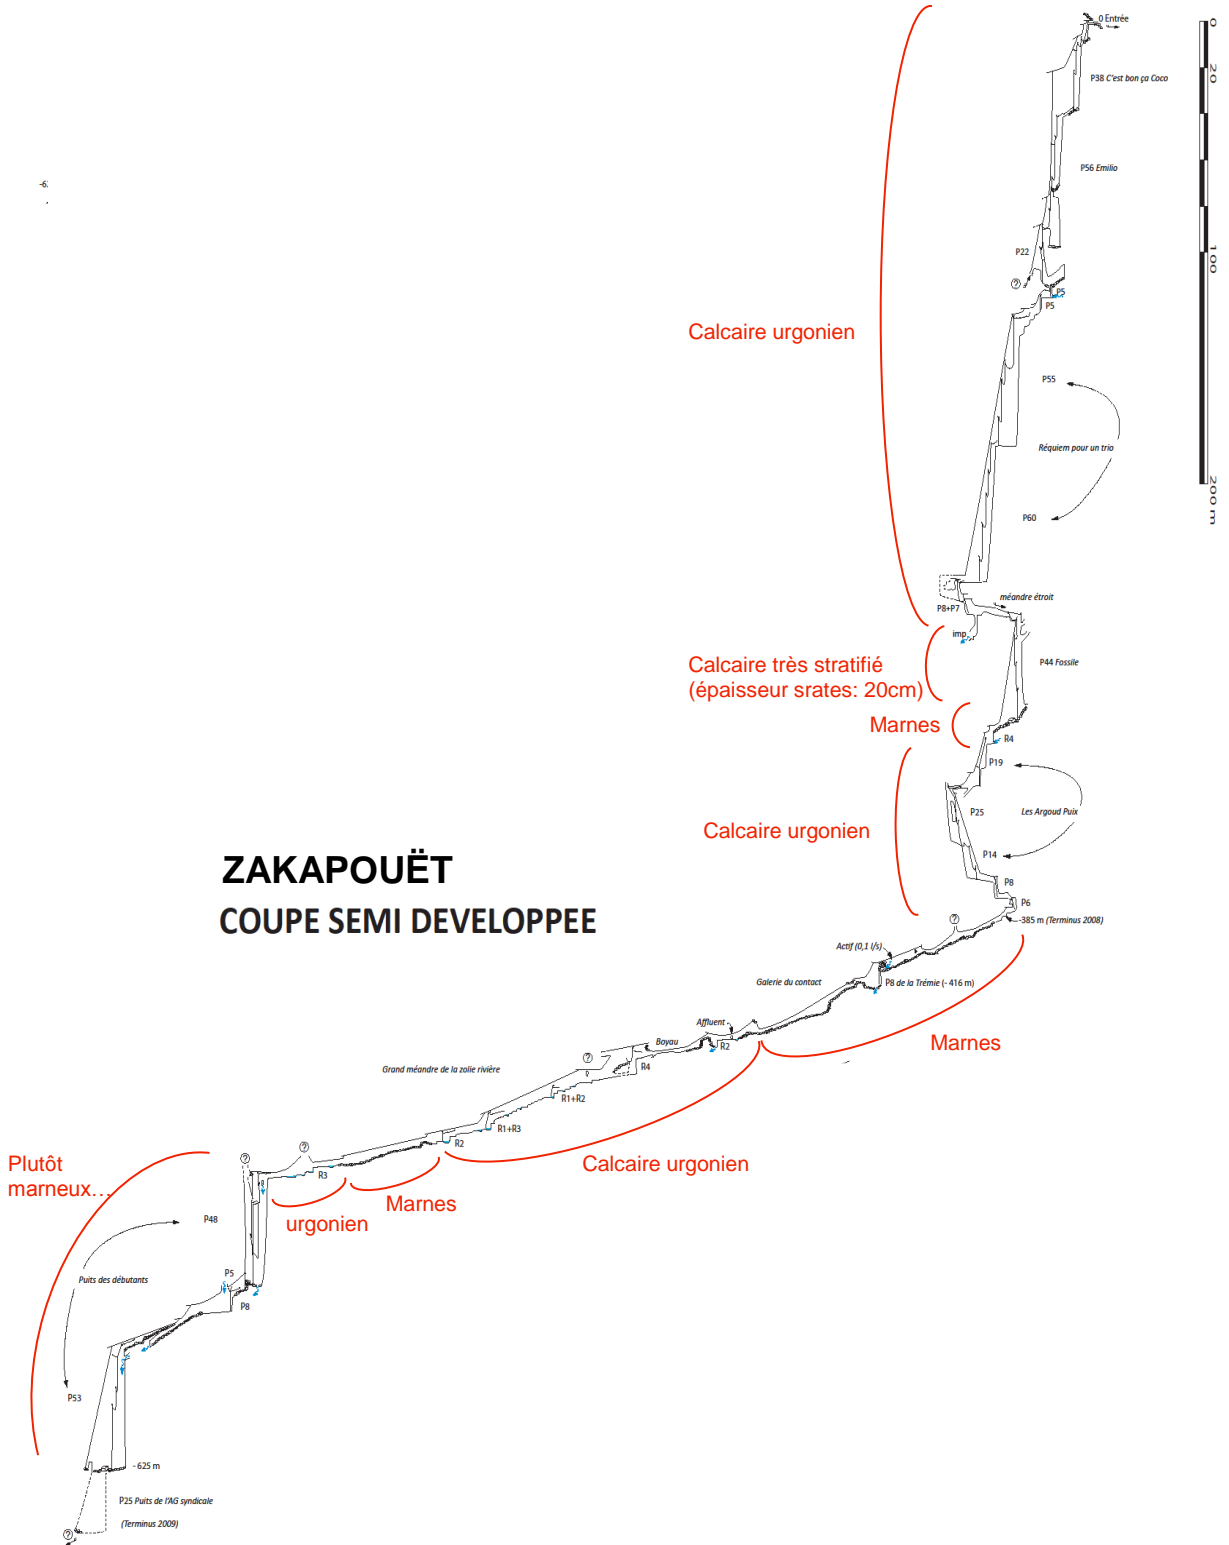 0 Entrée
0
20
P38 C'est bon ça Coco
P56 Emilio
-6
P22
100
?
P5
P5
Calcaire urgonien
P55
Réquiem pour un trio
200 m
P60
méandre étroit
P8+P7
imp
Calcaire très stratifié
(épaisseur srates: 20cm)
P44 Fossile
Marnes
R4
P19
P25
Les Argoud Puix
Calcaire urgonien
P14
ZAKAPOUËT
P8
P6
COUPE SEMI DEVELOPPEE
?
-385 m (Terminus 2008)
Actif (0,1 l/s)
Galerie du contact
P8 de la Trémie (- 416 m)
Affluent
Boyau
R2
Marnes
?
R4
Grand méandre de la zolie rivière
R1+R2
R1+R3
R2
?
?
Plutôt
marneux...
R3
Calcaire urgonien
Marnes
urgonien
P48
P5
Puits des débutants
P8
P53
- 625 m
P25 Puits de l'AG syndicale
(Terminus 2009)
?